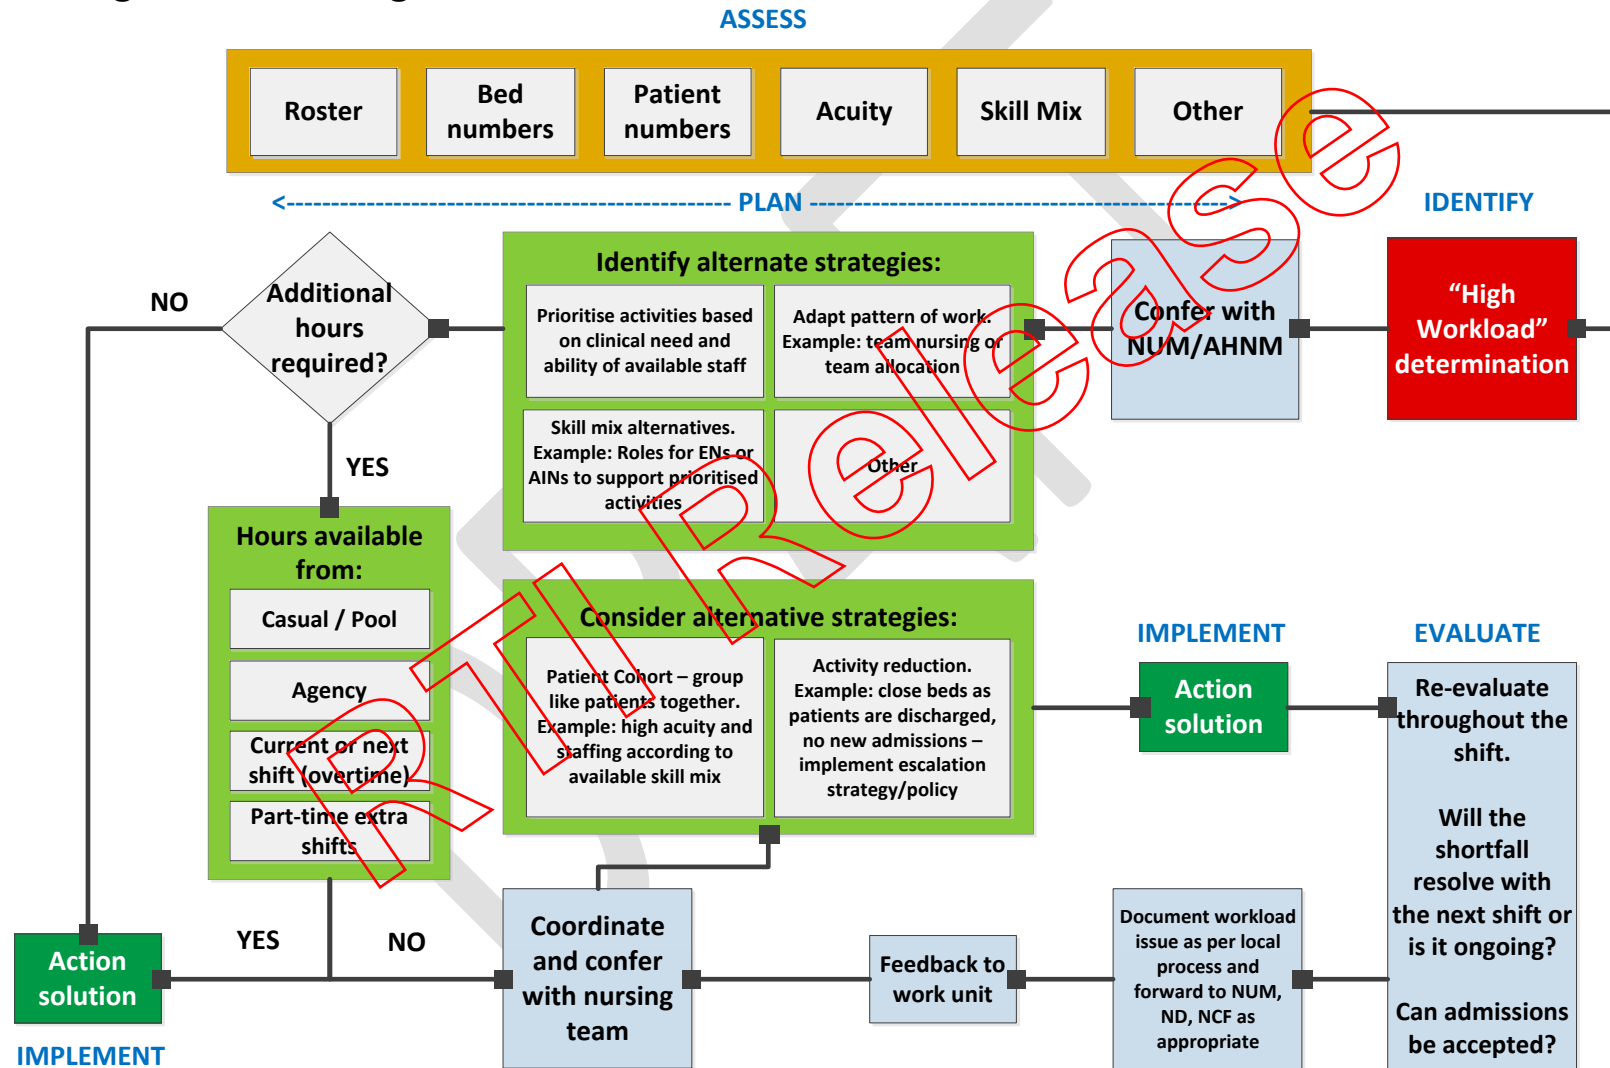 ASSESS
Roster
Bed
numbers
Patient
numbers
Acuity
Skill Mix
Other
<------------------------------------- PLAN ----------------------------------->
IDENTIFY
NO
Additional
hours
required?
YES
Identify alternate strategies:
Prioritise activities based
on clinical need and
ability of available staff
Adapt pattern of work.
Example: team nursing or
team allocation
Skill mix alternatives.
Example: Roles for ENs or
AINs to support prioritised
activities
Other
Confer with
NUM/AHNM
“High
Workload”
determination
Hours available
from:
Casual / Pool
Agency
Current or next
shift (overtime)
Part-time extra
shifts
YES
NO
Consider alternative strategies:
Patient Cohort – group
like patients together.
Example: high acuity and
staffing according to
available skill mix
Activity reduction.
Example: close beds as
patients are discharged,
no new admissions –
implement escalation
strategy/policy
IMPLEMENT
Action
solution
EVALUATE
Re-evaluate
throughout the
shift.
Will the
shortfall
resolve with
the next shift or
is it ongoing?
Can admissions
be accepted?
Document workload
issue as per local
process and
forward to NUM,
ND, NCF as
appropriate
Feedback to
work unit
Coordinate
and confer
with nursing
team
Action
solution
IMPLEMENT
RTI Release